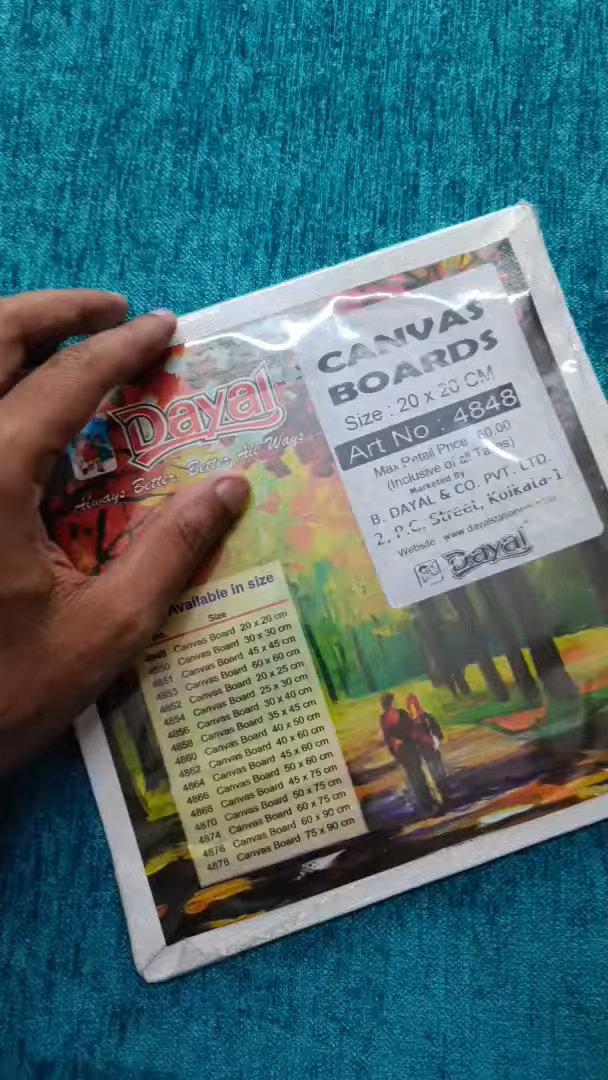 CANVAS
BOARDS
Size : 20 x 20 CM
Art No : 4848
Max Retail Price 60.00
(Inclusive of all Taxes)
Marketed By
B. DAYAL & CO. PVT. LTD.
2, P.C. Street, Kolkata-1
Website : www.dayalstationers
Dayal
Dayal
Always Better Better All Ways
Available in size
no. Size
4848 Canvas Board 20 x 20 cm
4850 Canvas Board 30 x 30 cm
4851 Canvas Board 45 x 45 cm
4853 Canvas Board 60 x 60 cm
4852 Canvas Board 20 x 25 cm
4854 Canvas Board 25 x 30 cm
4856 Canvas Board 30 x 40 cm
4858 Canvas Board 35 x 45 cm
4860 Canvas Board 40 x 50 cm
4862 Canvas Board 40 x 60 cm
4864 Canvas Board 45 x 60 cm
4866 Canvas Board 50 x 60 cm
4868 Canvas Board 45 x 75 cm
4870 Canvas Board 50 x 75 cm
4874 Canvas Board 60 x 75 cm
4876 Canvas Board 60 x 90 cm
4878 Canvas Board 75 x 90 cm